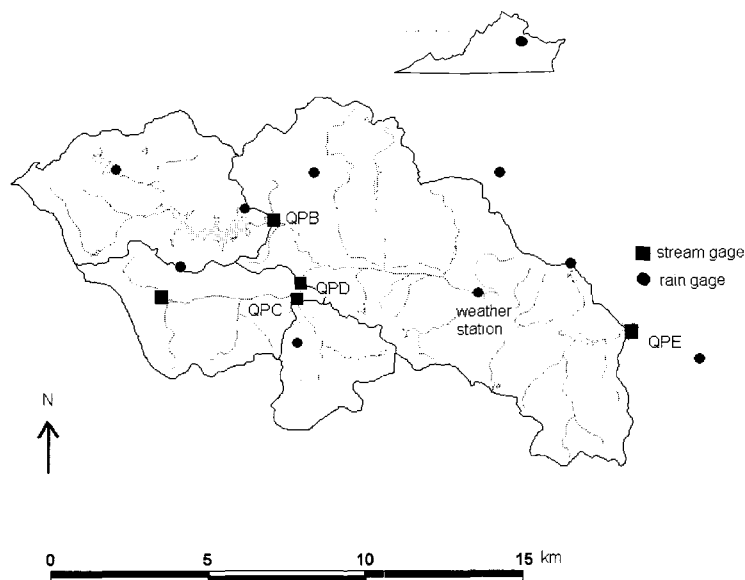 QPB
stream gage
rain gage
QPD
QPC
weather
station
QPE
N
0 5 10 15 km